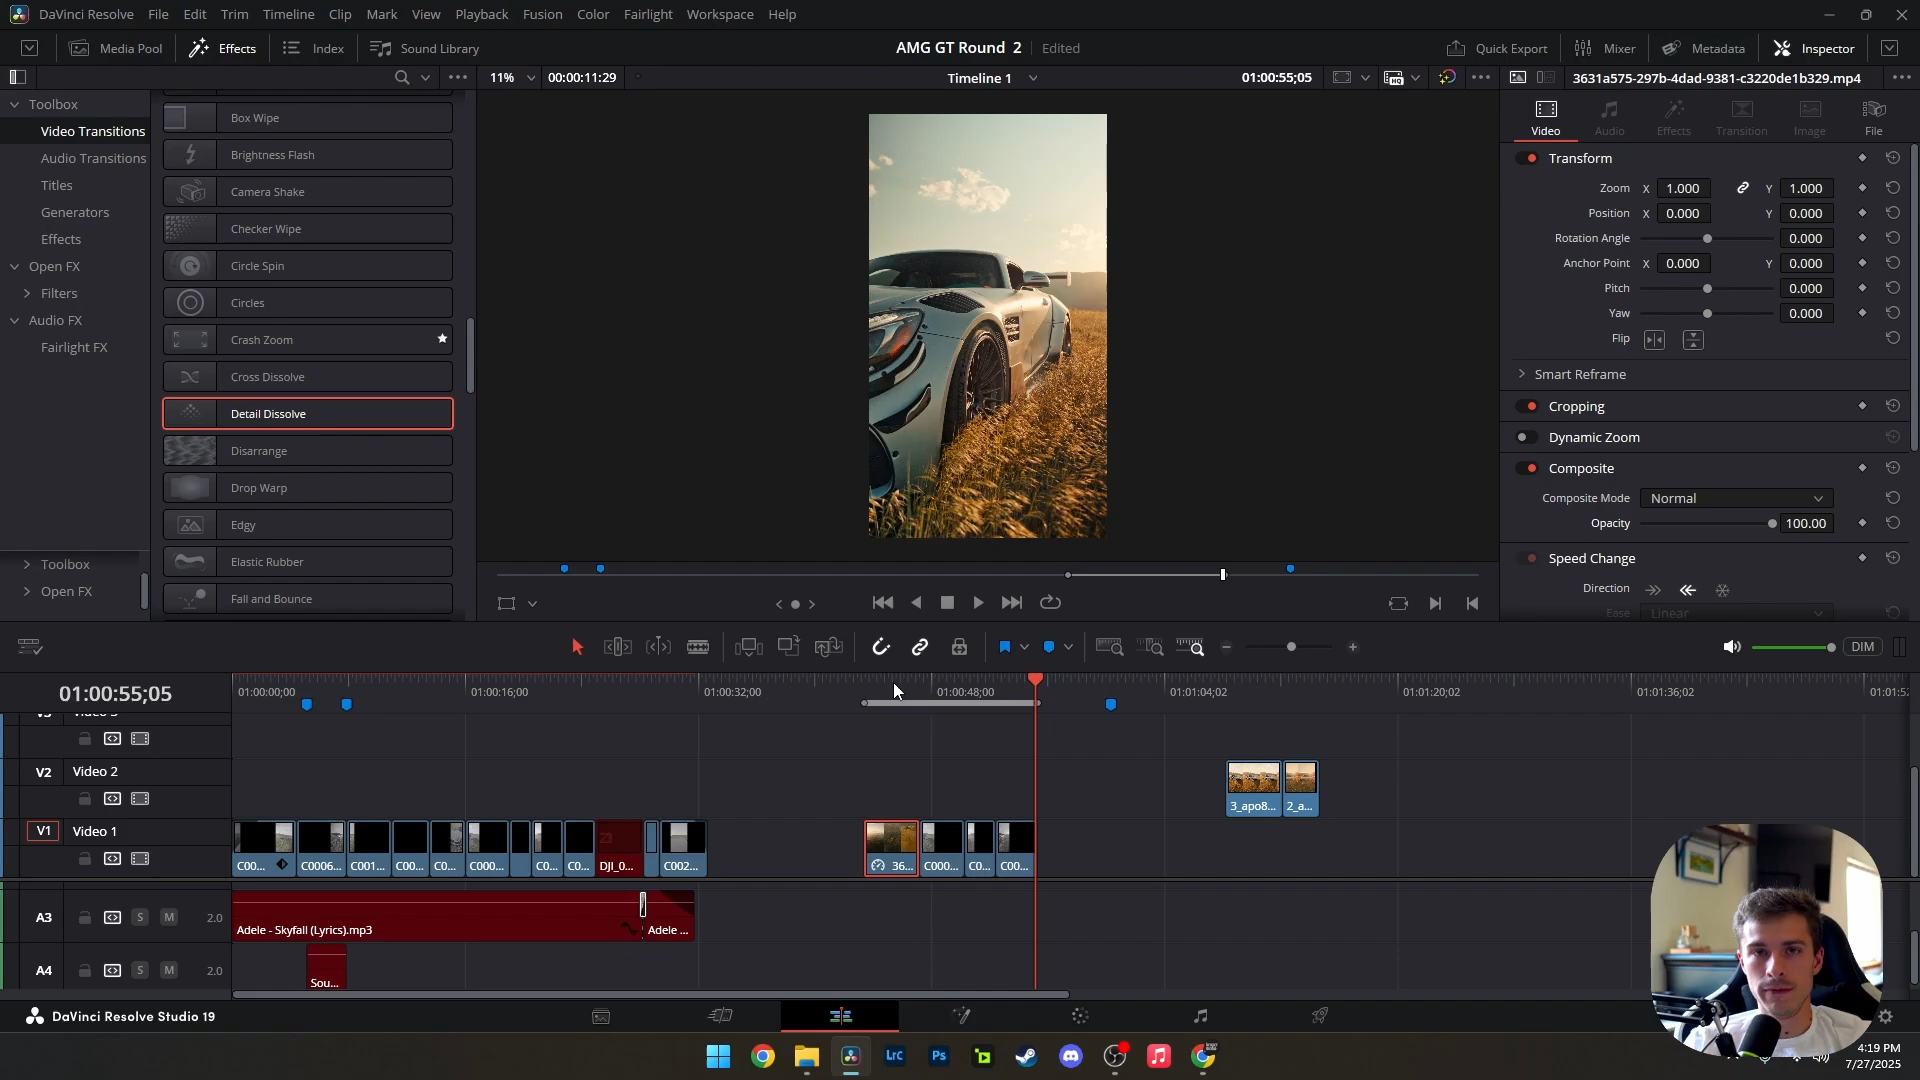 DaVinci Resolve File Edit Trim Timeline Clip Mark View Playback Fusion Color Fairlight Workspace Help
Media Pool Effects Index Sound Library AMG GT Round 2 Edited Quick Export Mixer Metadata Inspector
11% 00:00:11:29 Timeline 1 01:00:55;05 3631a575-297b-4dad-9381-c3220de1b329.mp4
Toolbox
Video Transitions
Audio Transitions
Titles
Generators
Effects
Open FX
Filters
Audio FX
Fairlight FX
Toolbox
Open FX
Box Wipe
Brightness Flash
Camera Shake
Checker Wipe
Circle Spin
Circles
Crash Zoom
Cross Dissolve
Detail Dissolve
Disarrange
Drop Warp
Edgy
Elastic Rubber
Fall and Bounce
Video Audio Effects Transition Image File
Transform
Zoom X 1.000 Y 1.000
Position X 0.000 Y 0.000
Rotation Angle 0.000
Anchor Point X 0.000 Y 0.000
Pitch 0.000
Yaw 0.000
Flip
Smart Reframe
Cropping
Dynamic Zoom
Composite
Composite Mode Normal
Opacity 100.00
Speed Change
Direction
Ease Linear
DIM
01:00:55;05 01:00:00;00 01:00:16;00 01:00:32;00 01:00:48;00 01:01:04;02 01:01:20;02 01:01:36;02 01:01:52
V2 Video 2
3_apo8... 2_a...
V1 Video 1
C00... C0006... C001... C00... C0... C000... C0... C0... DJI_0... C002... 36... C000... C0... C00...
A3 S M 2.0 Adele - Skyfall (Lyrics).mp3 Adele ...
A4 S M 2.0 Sou...
DaVinci Resolve Studio 19
LrC Ps
4:19 PM
7/27/2025